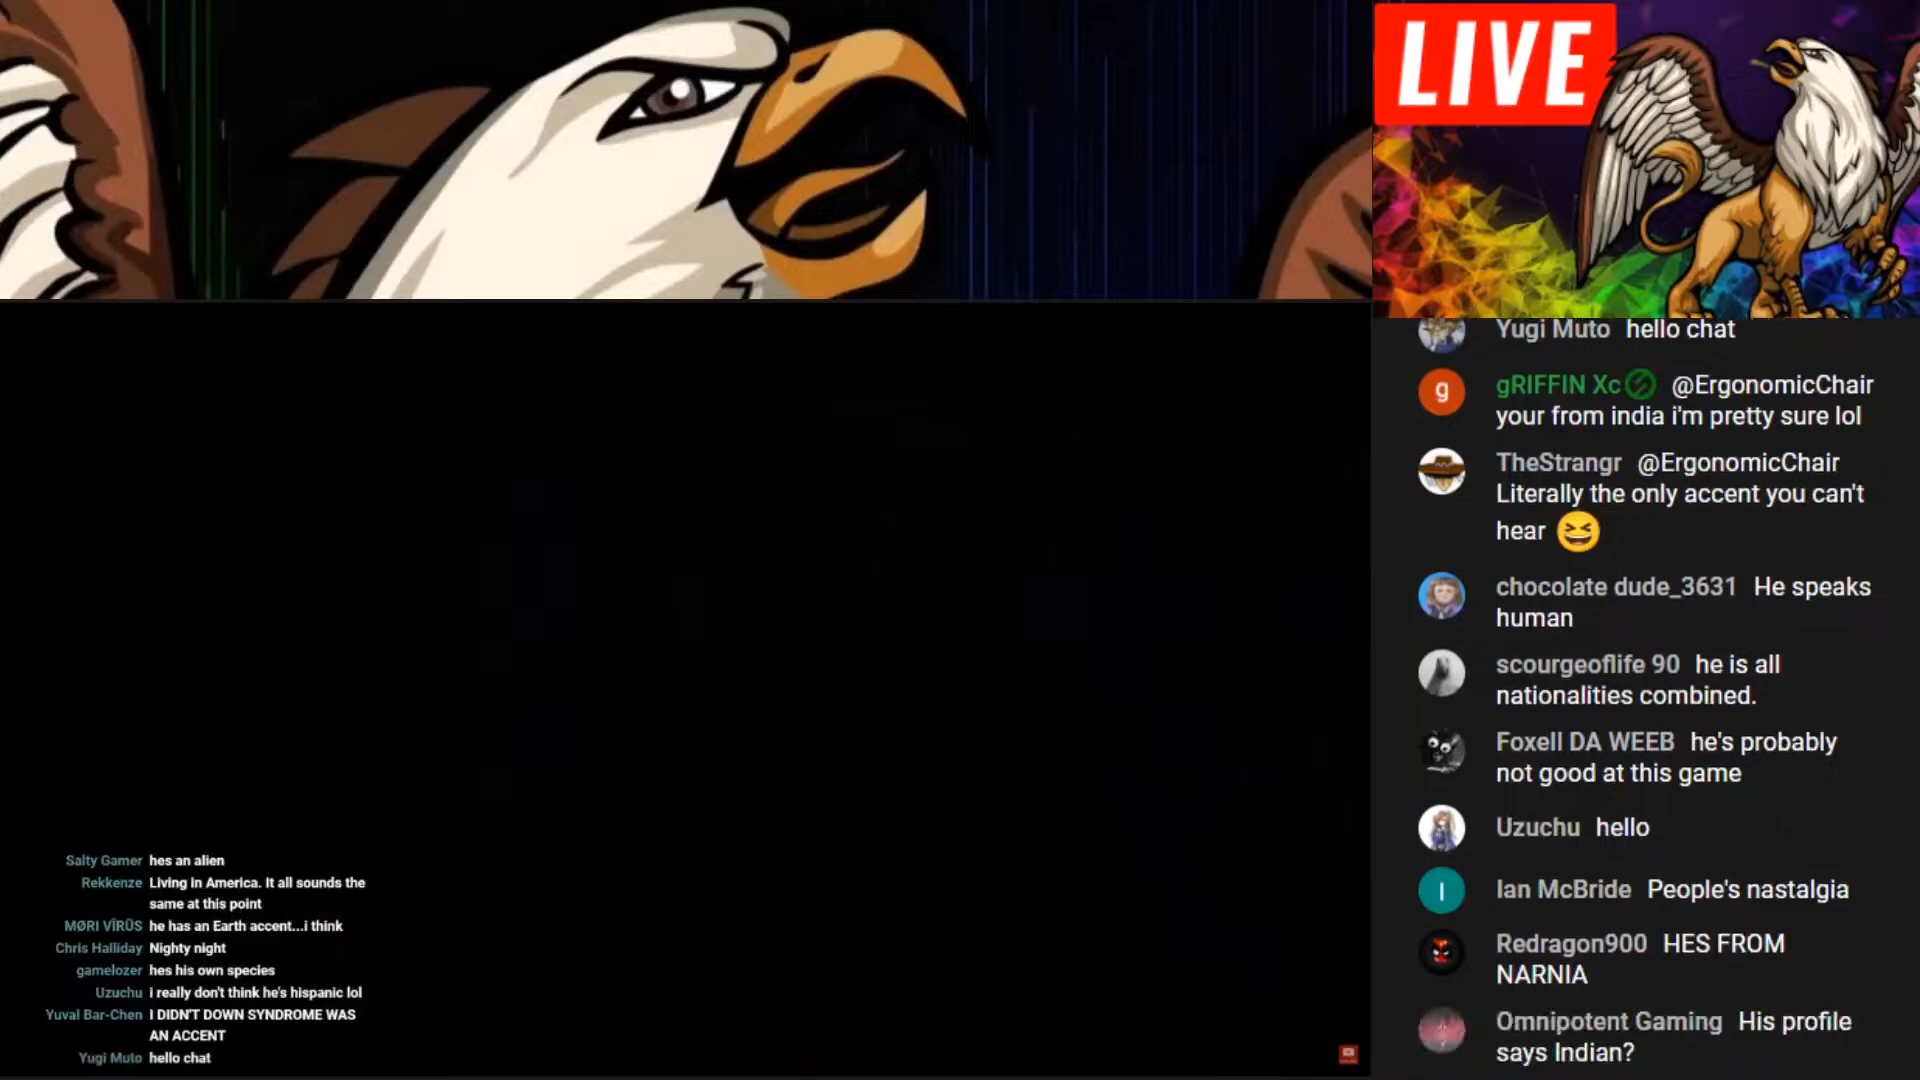 LIVE
Yugi Muto hello chat
gRIFFIN Xc @ErgonomicChair
your from india i'm pretty sure lol
TheStrangr @ErgonomicChair
Literally the only accent you can't
hear
chocolate dude_3631 He speaks
human
scourgeoflife 90 he is all
nationalities combined.
Foxell DA WEEB he's probably
not good at this game
Uzuchu hello
Ian McBride People's nastalgia
Redragon900 HES FROM
NARNIA
Omnipotent Gaming His profile
says Indian?
Salty Gamer hes an alien
Rekkenze Living in America. It all sounds the
same at this point
MØRI VÎRÛS he has an Earth accent...i think
Chris Halliday Nighty night
gamelozer hes his own species
Uzuchu i really don't think he's hispanic lol
Yuval Bar-Chen I DIDN'T DOWN SYNDROME WAS
AN ACCENT
Yugi Muto hello chat